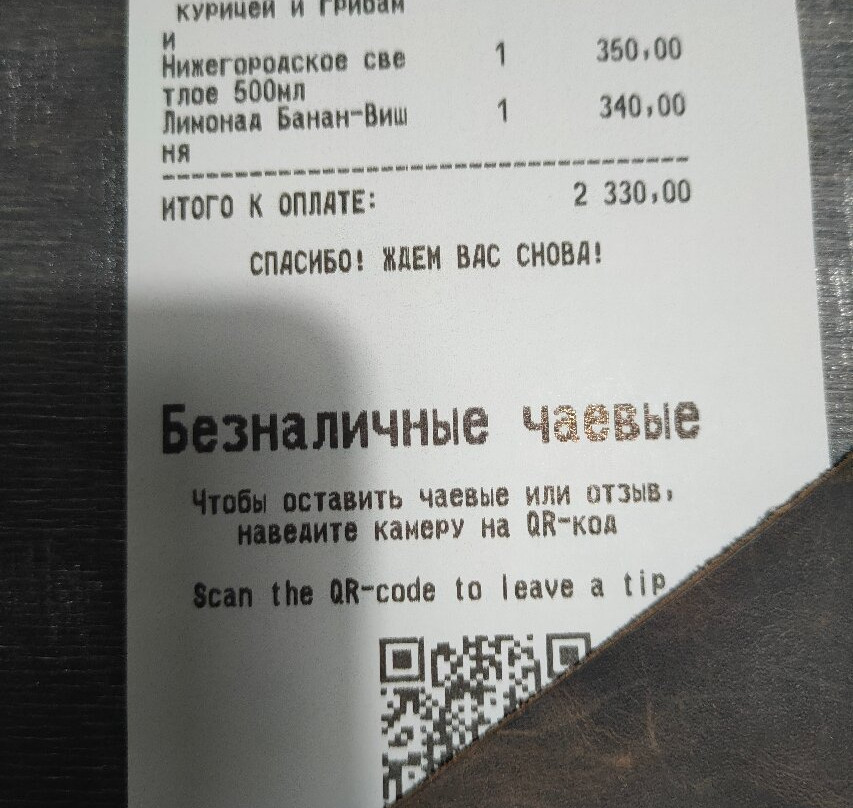 курицей и грибам
и
Нижегородское све 1 350,00
тлое 500мл
Лимонад Банан-Виш 1 340,00
ня
ИТОГО К ОПЛАТЕ: 2 330,00
СПАСИБО! ЖДЕМ ВАС СНОВА!
Безналичные чаевые
Чтобы оставить чаевые или отзыв,
наведите камеру на QR-код
Scan the QR-code to leave a tip